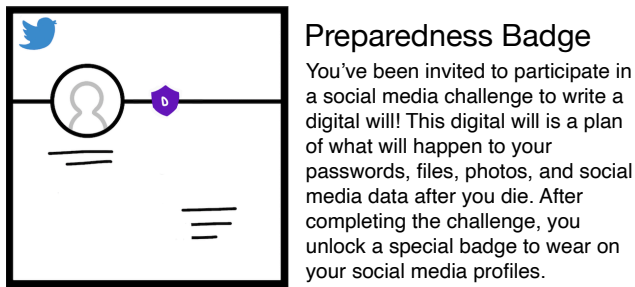 D
Preparedness Badge
You've been invited to participate in
a social media challenge to write a
digital will! This digital will is a plan
of what will happen to your
passwords, files, photos, and social
media data after you die. After
completing the challenge, you
unlock a special badge to wear on
your social media profiles.